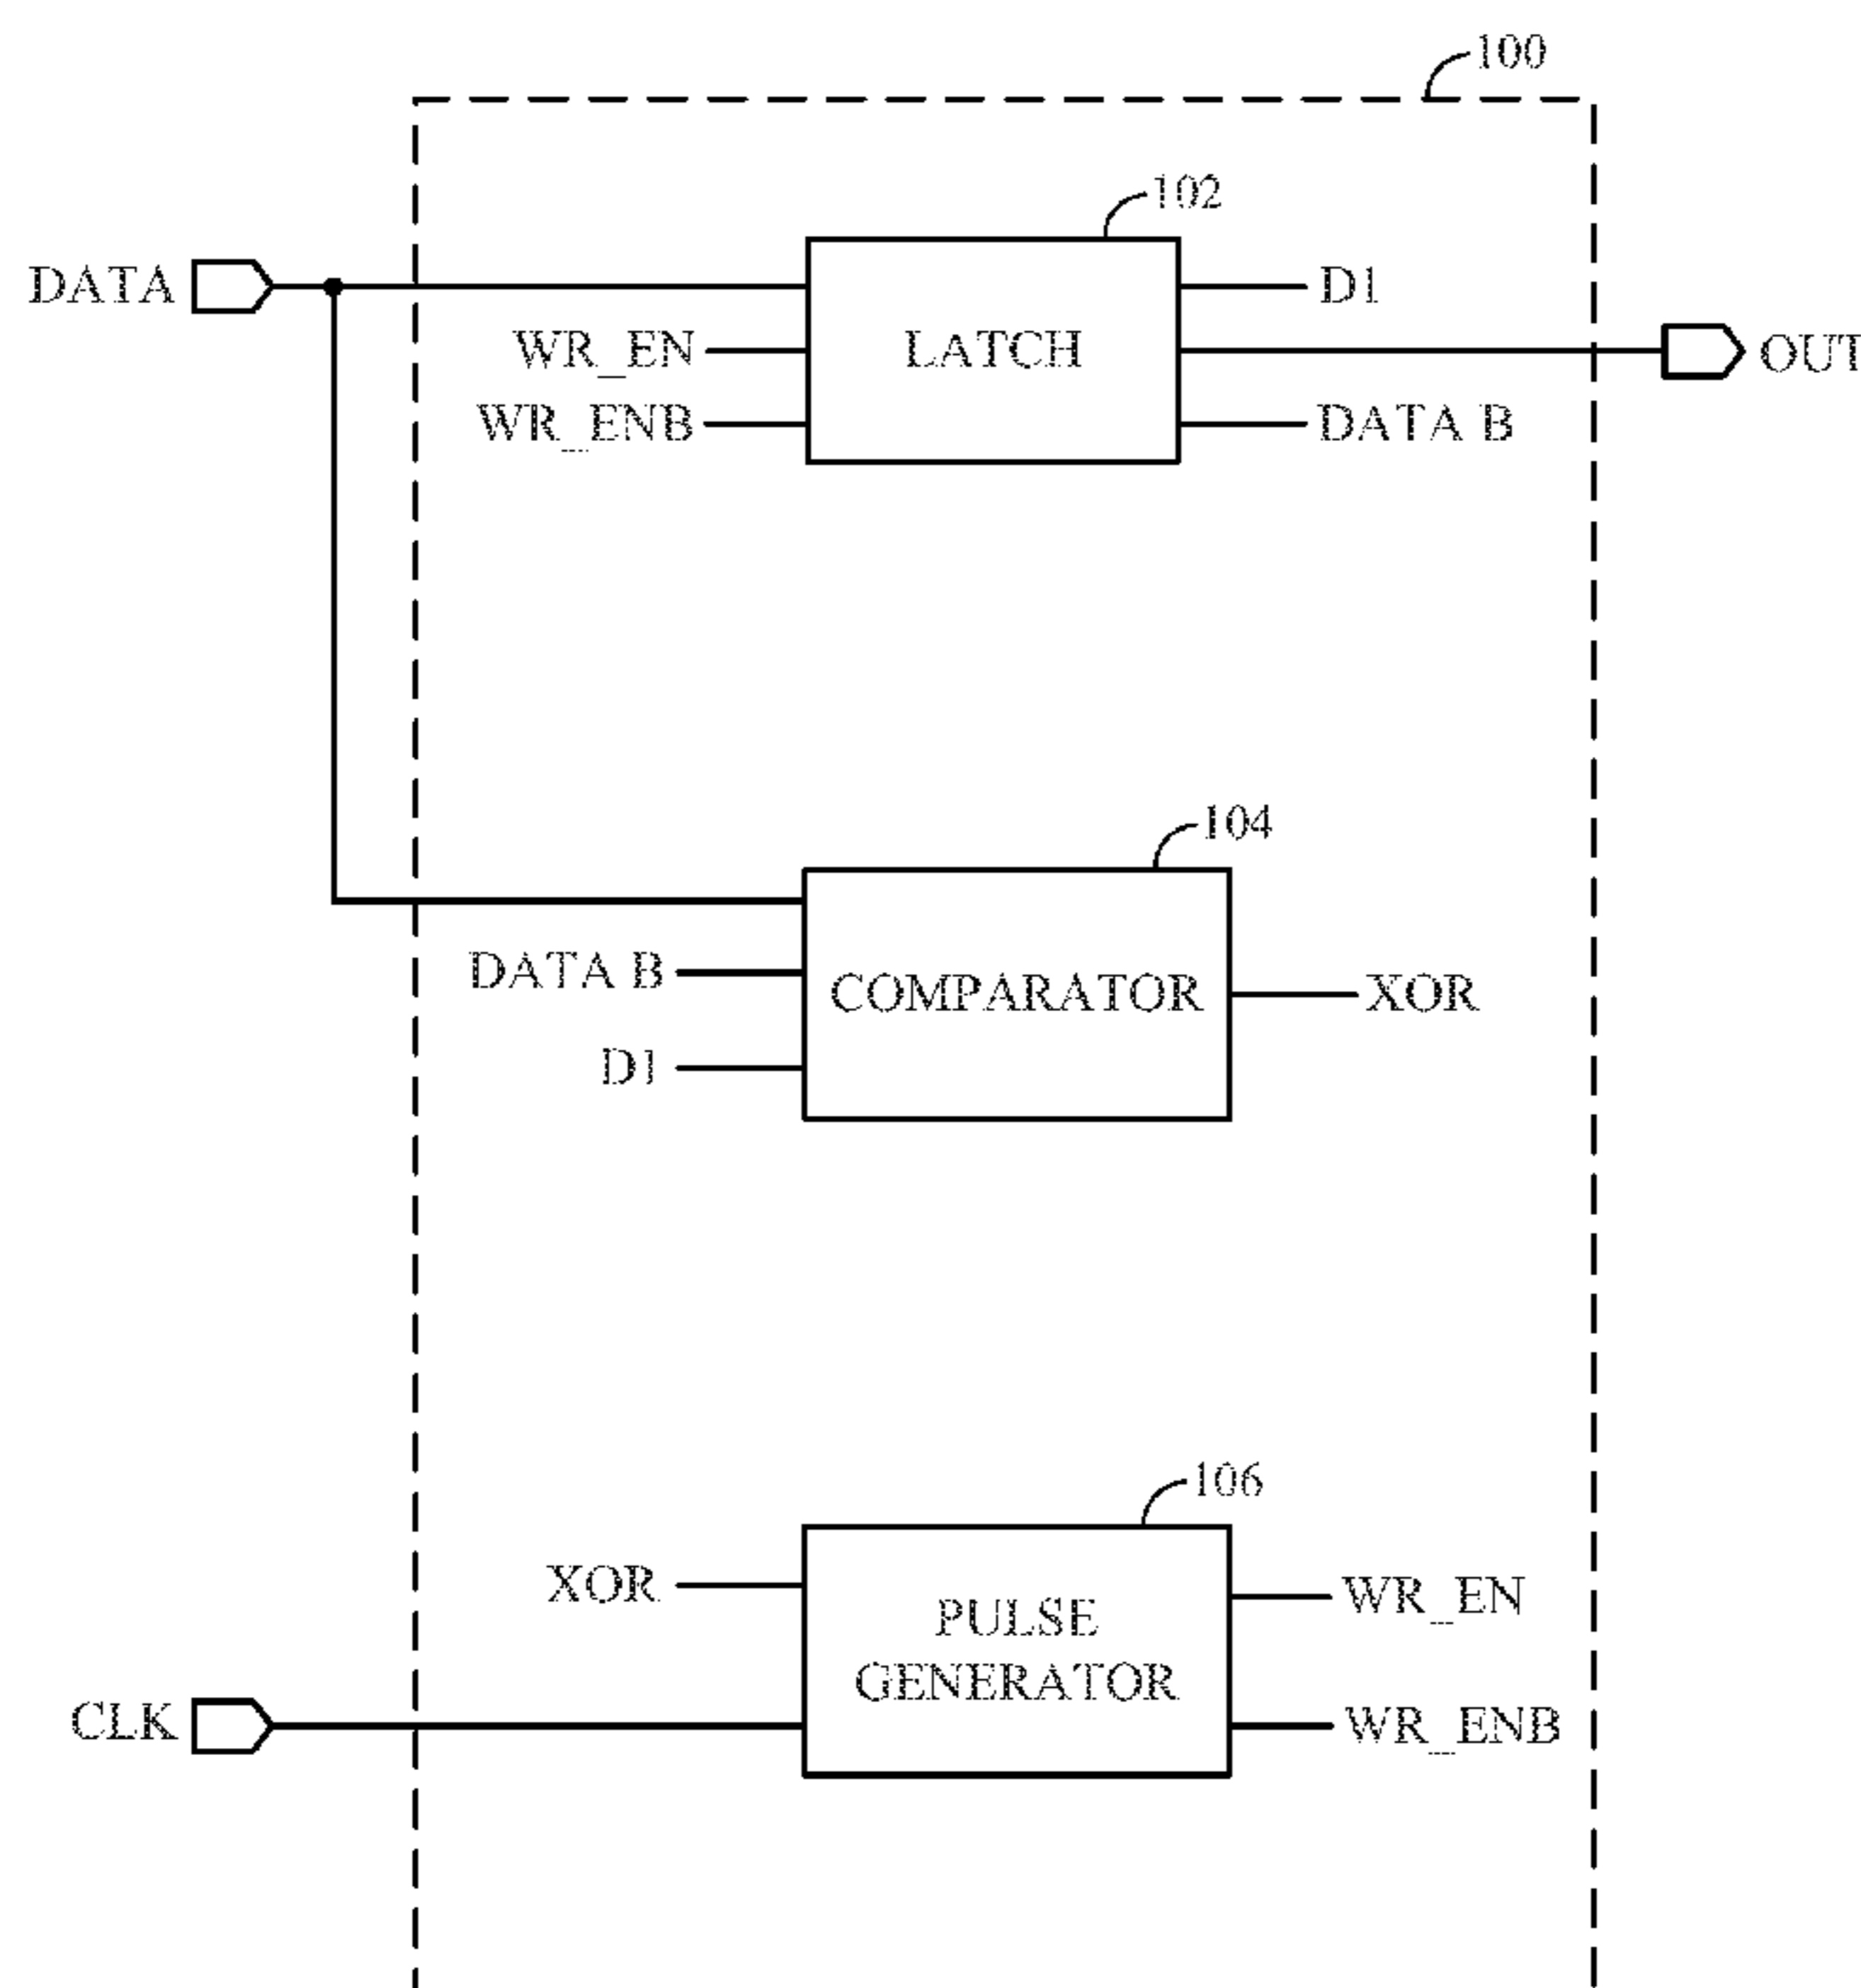 100
102
DATA
D1
WR_EN
LATCH
OUT
WR_ENB
DATA B
104
DATA B
COMPARATOR
XOR
D1
106
XOR
PULSE
GENERATOR
WR_EN
CLK
WR_ENB